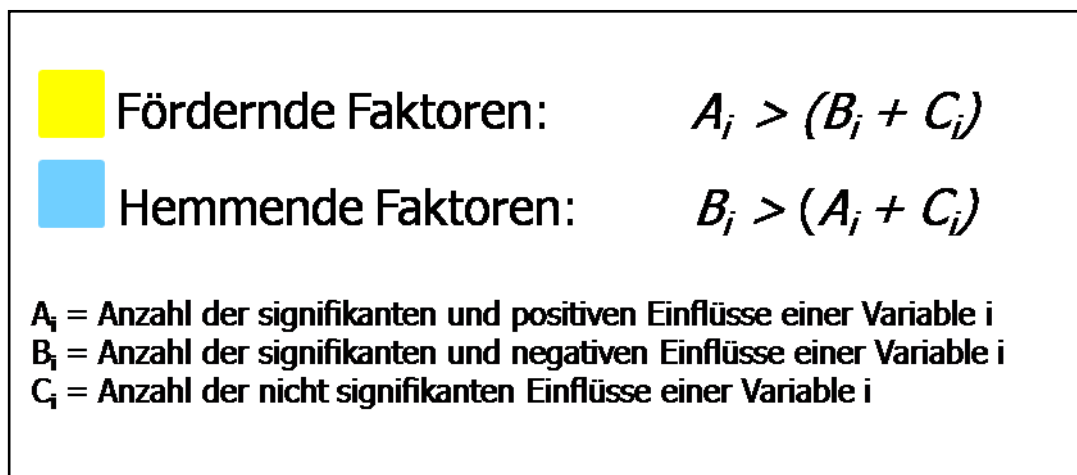 Fördernde Faktoren: Aᵢ > (Bᵢ + Cᵢ)
Hemmende Faktoren: Bᵢ > (Aᵢ + Cᵢ)
Aᵢ = Anzahl der signifikanten und positiven Einflüsse einer Variable i
Bᵢ = Anzahl der signifikanten und negativen Einflüsse einer Variable i
Cᵢ = Anzahl der nicht signifikanten Einflüsse einer Variable i